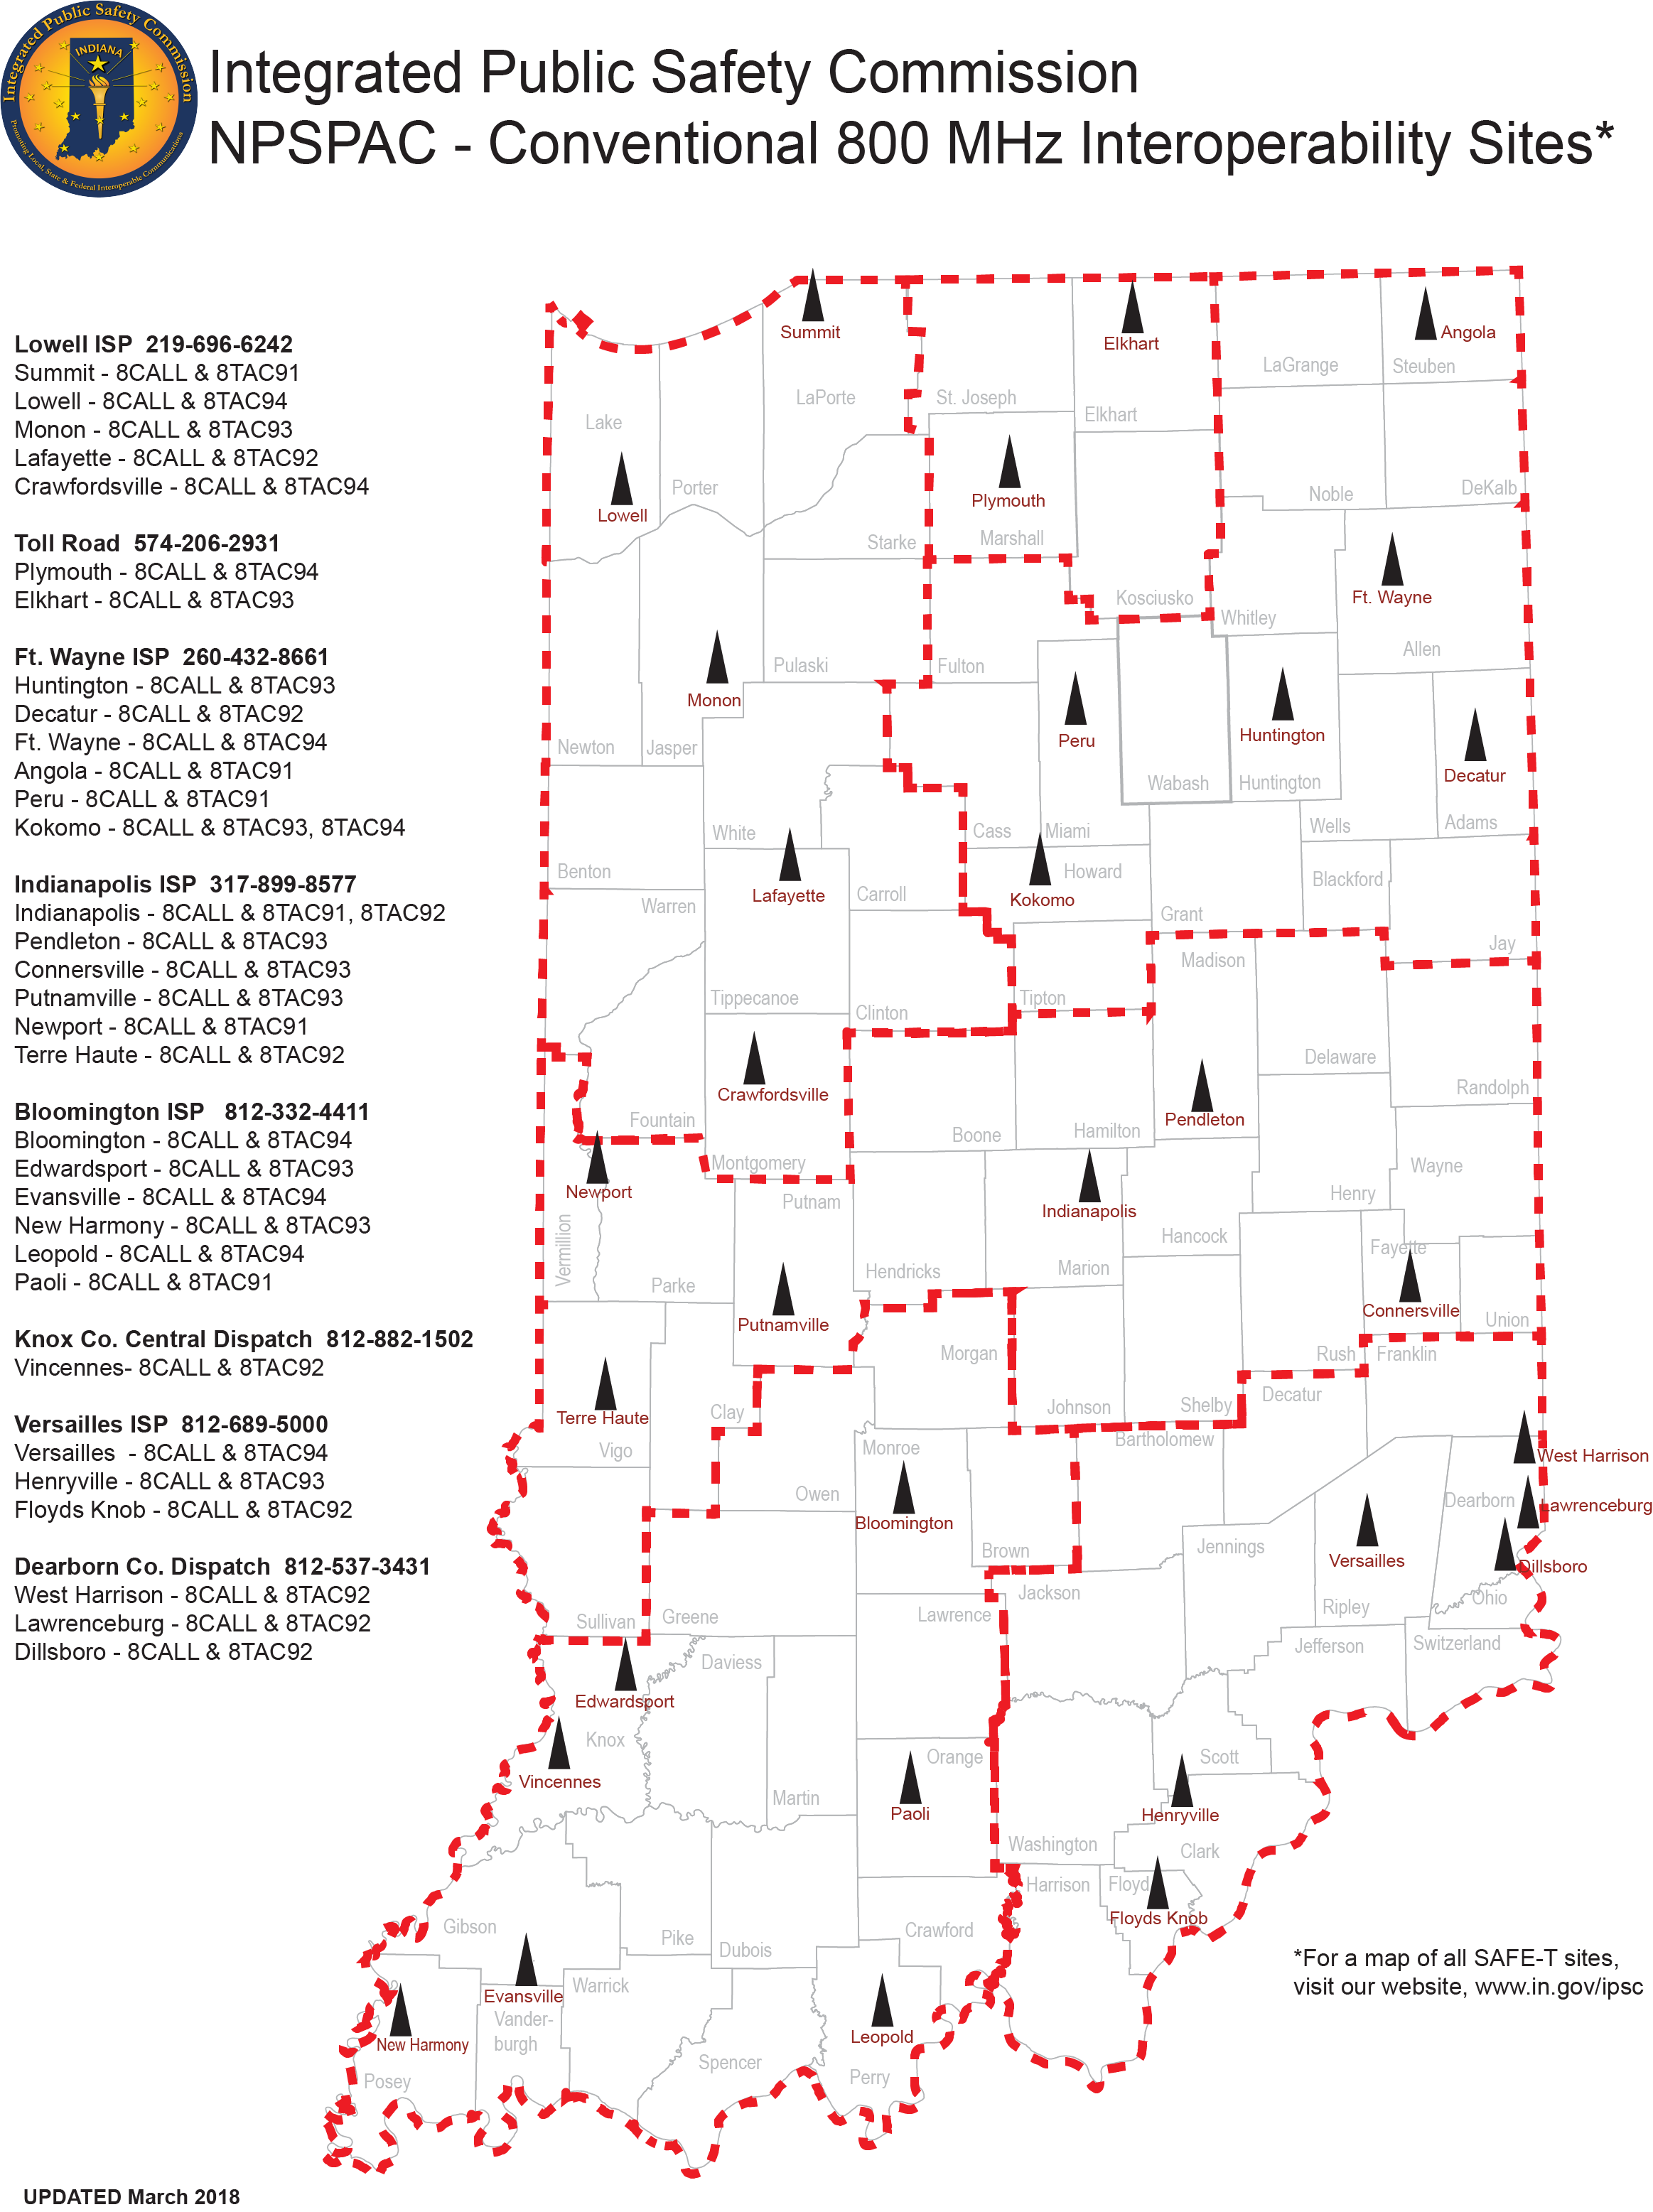 Integrated Public Safety Commission
INDIANA
Promoting Local, State & Federal Interoperable Communications
Integrated Public Safety Commission
NPSPAC - Conventional 800 MHz Interoperability Sites*
Lowell ISP 219-696-6242
Summit - 8CALL & 8TAC91
Lowell - 8CALL & 8TAC94
Monon - 8CALL & 8TAC93
Lafayette - 8CALL & 8TAC92
Crawfordsville - 8CALL & 8TAC94
Toll Road 574-206-2931
Plymouth - 8CALL & 8TAC94
Elkhart - 8CALL & 8TAC93
Ft. Wayne ISP 260-432-8661
Huntington - 8CALL & 8TAC93
Decatur - 8CALL & 8TAC92
Ft. Wayne - 8CALL & 8TAC94
Angola - 8CALL & 8TAC91
Peru - 8CALL & 8TAC91
Kokomo - 8CALL & 8TAC93, 8TAC94
Indianapolis ISP 317-899-8577
Indianapolis - 8CALL & 8TAC91, 8TAC92
Pendleton - 8CALL & 8TAC93
Connersville - 8CALL & 8TAC93
Putnamville - 8CALL & 8TAC93
Newport - 8CALL & 8TAC91
Terre Haute - 8CALL & 8TAC92
Bloomington ISP 812-332-4411
Bloomington - 8CALL & 8TAC94
Edwardsport - 8CALL & 8TAC93
Evansville - 8CALL & 8TAC94
New Harmony - 8CALL & 8TAC93
Leopold - 8CALL & 8TAC94
Paoli - 8CALL & 8TAC91
Knox Co. Central Dispatch 812-882-1502
Vincennes- 8CALL & 8TAC92
Versailles ISP 812-689-5000
Versailles - 8CALL & 8TAC94
Henryville - 8CALL & 8TAC93
Floyds Knob - 8CALL & 8TAC92
Dearborn Co. Dispatch 812-537-3431
West Harrison - 8CALL & 8TAC92
Lawrenceburg - 8CALL & 8TAC92
Dillsboro - 8CALL & 8TAC92
Summit
Elkhart
Angola
LaGrange
Steuben
LaPorte
St. Joseph
Elkhart
Lake
Porter
Lowell
Plymouth
Noble
DeKalb
Starke
Marshall
Kosciusko
Ft. Wayne
Whitley
Allen
Pulaski
Fulton
Monon
Peru
Huntington
Newton
Jasper
Wabash
Huntington
Decatur
White
Cass
Miami
Wells
Adams
Benton
Lafayette
Howard
Blackford
Warren
Carroll
Kokomo
Grant
Jay
Madison
Tippecanoe
Clinton
Tipton
Delaware
Randolph
Crawfordsville
Fountain
Boone
Hamilton
Pendleton
Montgomery
Wayne
Newport
Putnam
Henry
Indianapolis
Hancock
Fayette
Vermillion
Parke
Hendricks
Marion
Connersville
Union
Putnamville
Morgan
Rush
Franklin
Decatur
Terre Haute
Clay
Johnson
Shelby
Vigo
Monroe
Bartholomew
West Harrison
Owen
Dearborn
Lawrenceburg
Bloomington
Brown
Jennings
Versailles
Dillsboro
Jackson
Ohio
Sullivan
Greene
Lawrence
Ripley
Jefferson
Switzerland
Daviess
Edwardsport
Knox
Orange
Scott
Vincennes
Martin
Paoli
Henryville
Washington
Clark
Harrison
Floyd
Floyds Knob
Gibson
Pike
Dubois
Crawford
Evansville
Warrick
Vander-
burgh
New Harmony
Leopold
Spencer
Perry
Posey
*For a map of all SAFE-T sites,
visit our website, www.in.gov/ipsc
UPDATED March 2018